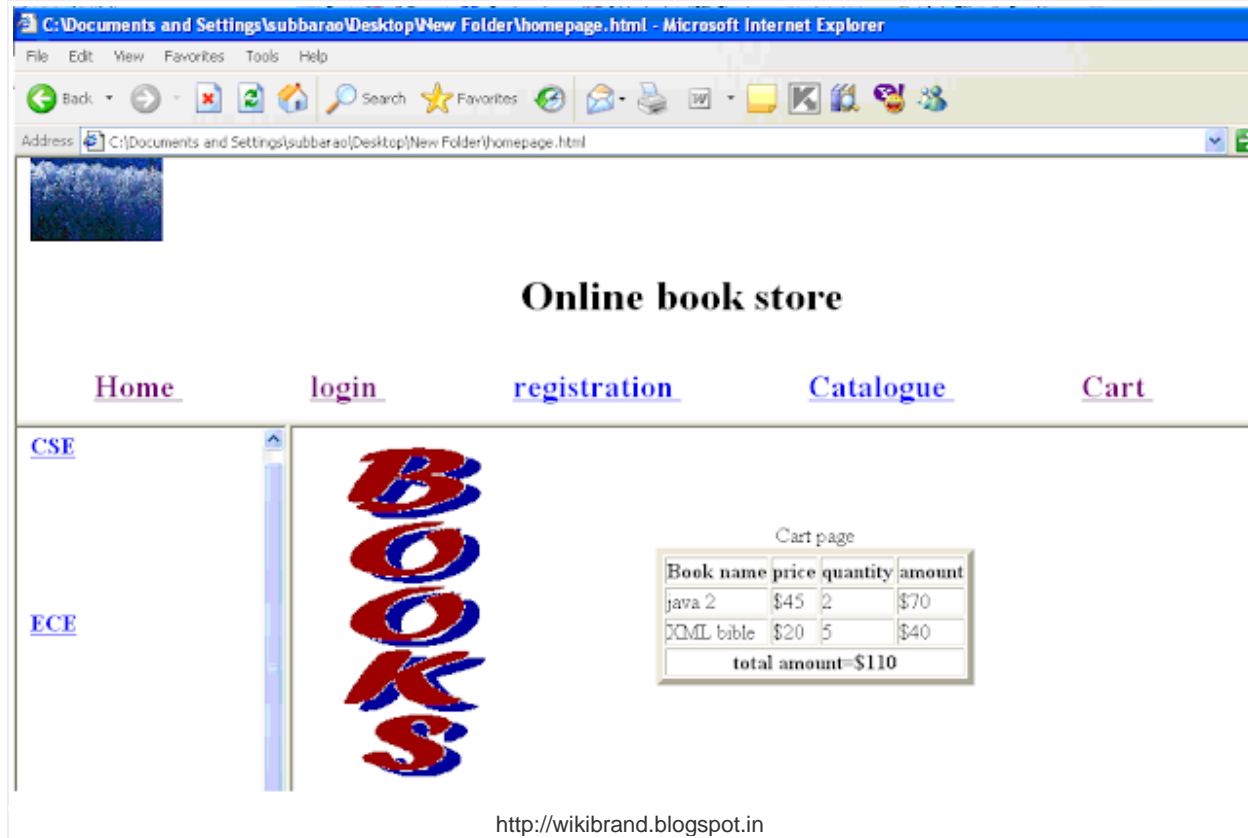 C:\Documents and Settings\subbarao\Desktop\New Folder\homepage.html - Microsoft Internet Explorer
File Edit View Favorites Tools Help
Back Search Favorites W K
Address C:\Documents and Settings\subbarao\Desktop\New Folder\homepage.html
Online book store
Home login registration Catalogue Cart
CSE
ECE
BOOKS
Cart page
Book name price quantity amount
java 2 $45 2 $70
XML bible $20 5 $40
total amount=$110
http://wikibrand.blogspot.in